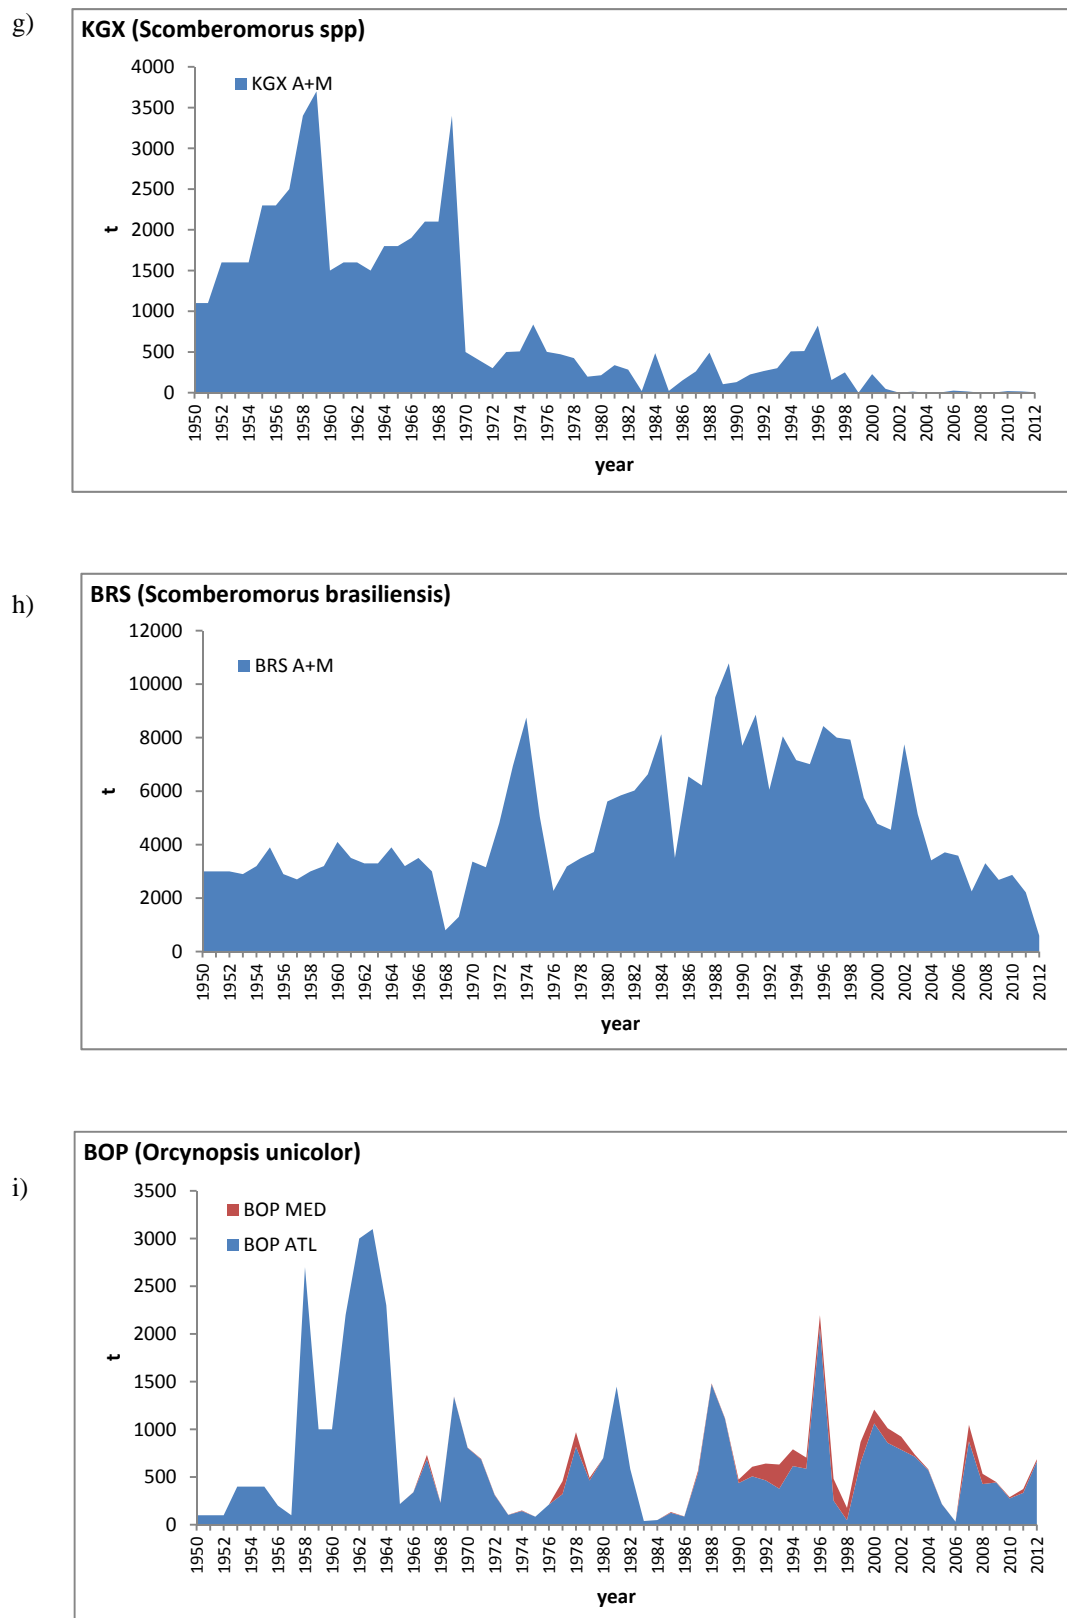 g)
KGX (Scomberomorus spp)
4000
3500
3000
2500
2000
1500
1000
500
0
KGX A+M
t
1950 1952 1954 1956 1958 1960 1962 1964 1966 1968 1970 1972 1974 1976 1978 1980 1982 1984 1986 1988 1990 1992 1994 1996 1998 2000 2002 2004 2006 2008 2010 2012
year
h)
BRS (Scomberomorus brasiliensis)
12000
10000
8000
6000
4000
2000
0
BRS A+M
t
1950 1952 1954 1956 1958 1960 1962 1964 1966 1968 1970 1972 1974 1976 1978 1980 1982 1984 1986 1988 1990 1992 1994 1996 1998 2000 2002 2004 2006 2008 2010 2012
year
i)
BOP (Orcynopsis unicolor)
3500
3000
2500
2000
1500
1000
500
0
BOP MED
BOP ATL
t
1950 1952 1954 1956 1958 1960 1962 1964 1966 1968 1970 1972 1974 1976 1978 1980 1982 1984 1986 1988 1990 1992 1994 1996 1998 2000 2002 2004 2006 2008 2010 2012
year